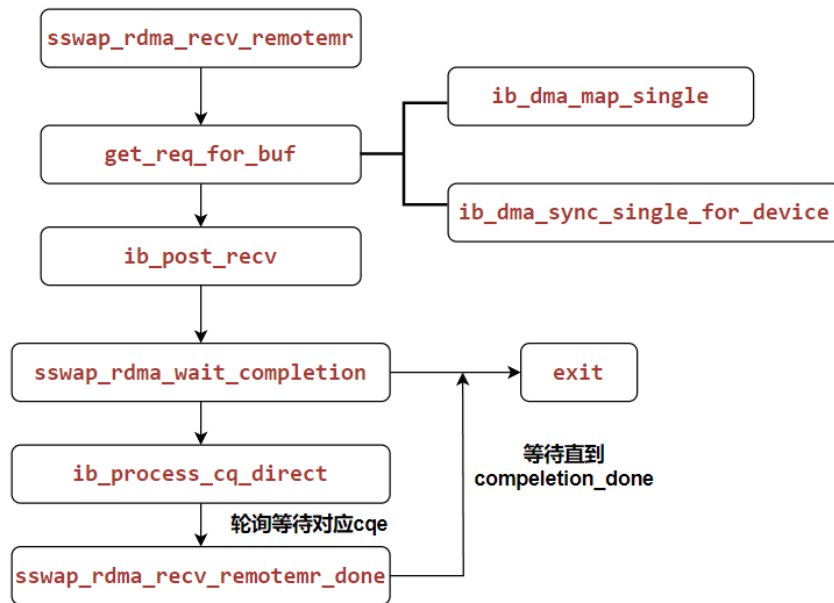 sswap_rdma_recv_remotemr
ib_dma_map_single
get_req_for_buf
ib_dma_sync_single_for_device
ib_post_recv
sswap_rdma_wait_completion
exit
等待直到
compeletion_done
ib_process_cq_direct
轮询等待对应cqe
sswap_rdma_recv_remotemr_done